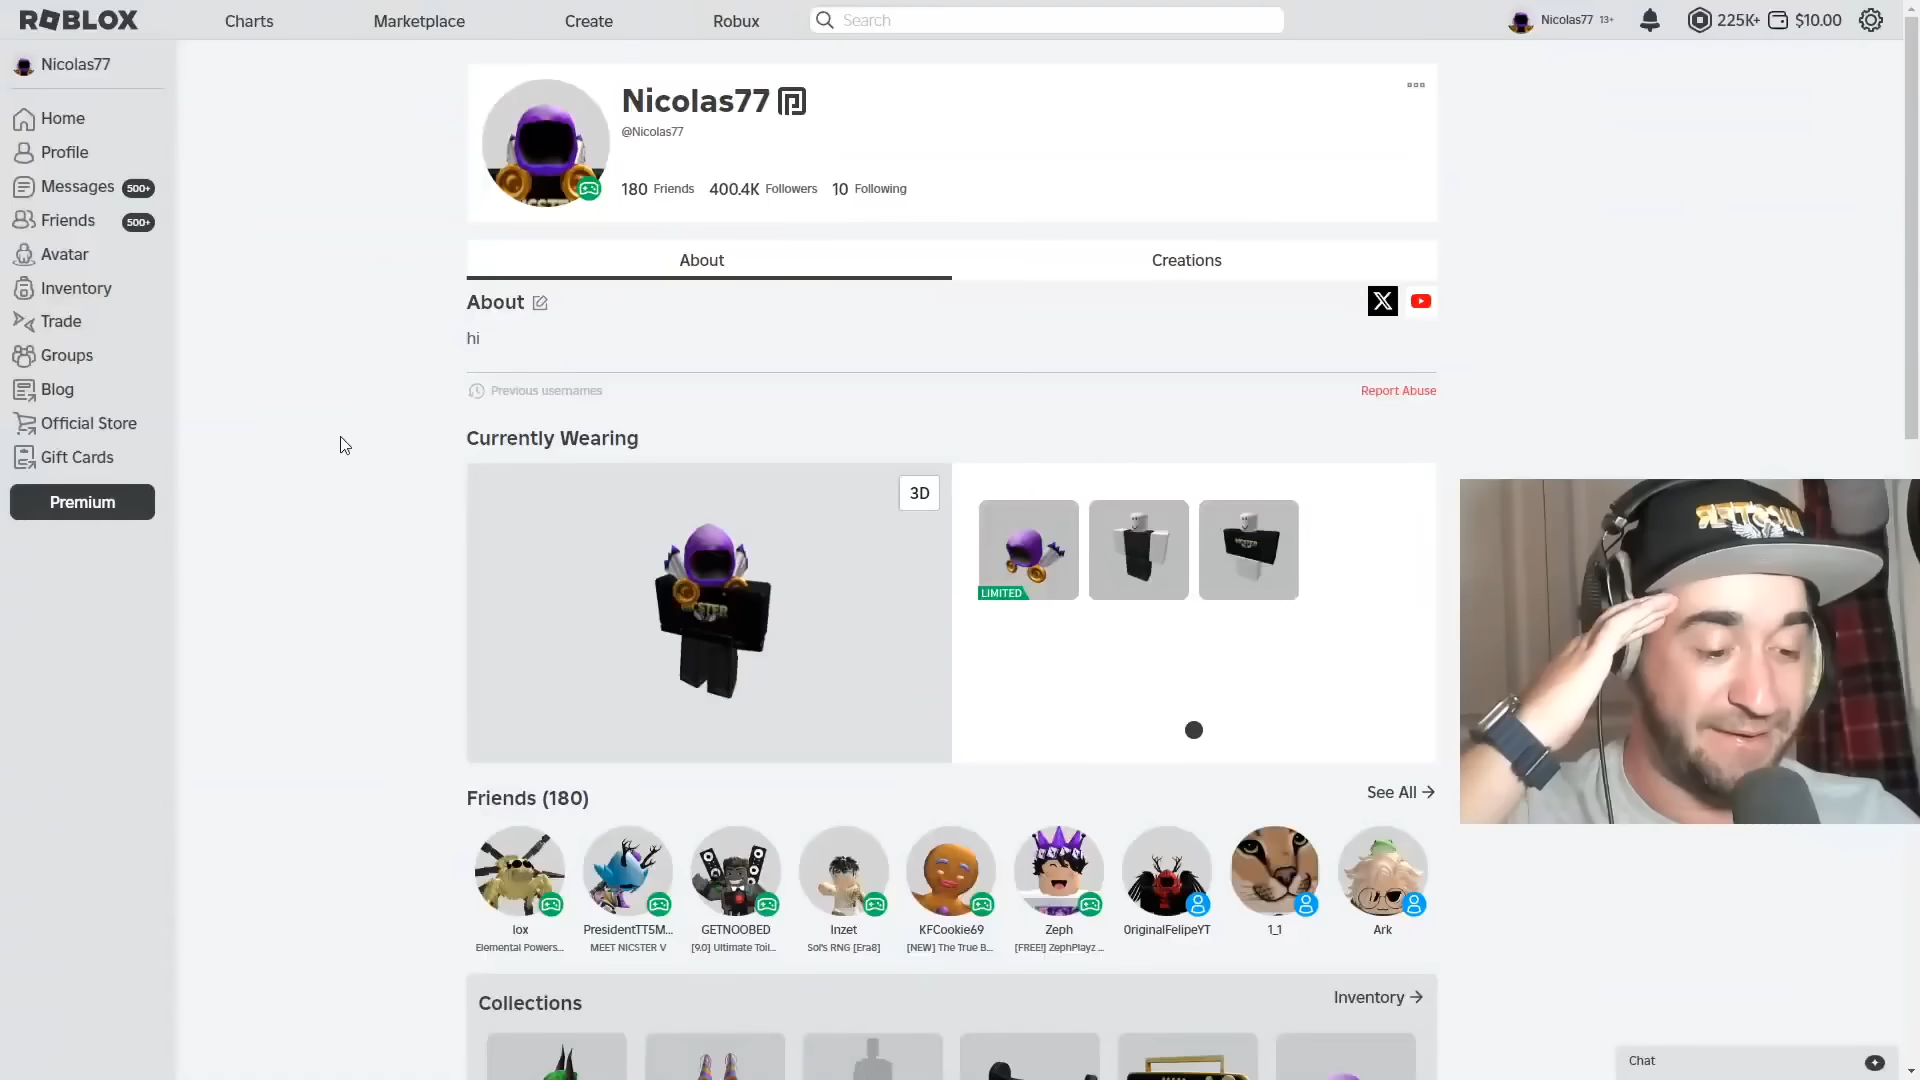 ROBLOX Charts Marketplace Create Robux Search Nicolas77 13+ 225K+ $10.00
Nicolas77
Home
Profile
Messages 500+
Friends 500+
Avatar
Inventory
Trade
Groups
Blog
Official Store
Gift Cards
Premium
Nicolas77
@Nicolas77
180 Friends 400.4K Followers 10 Following
About Creations
About
hi
Previous usernames Report Abuse
Currently Wearing
3D
LIMITED
NICSTER
Friends (180) See All
lox PresidentTT5M... GETNOOBED Inzet KFCookie69 Zeph 0riginalFelipeYT 1_1 Ark
Elemental Powers... MEET NICSTER V [9.0] Ultimate Toil... Sol's RNG [Era8] [NEW] The True B... [FREE!] ZephPlayz ...
Collections Inventory
Chat